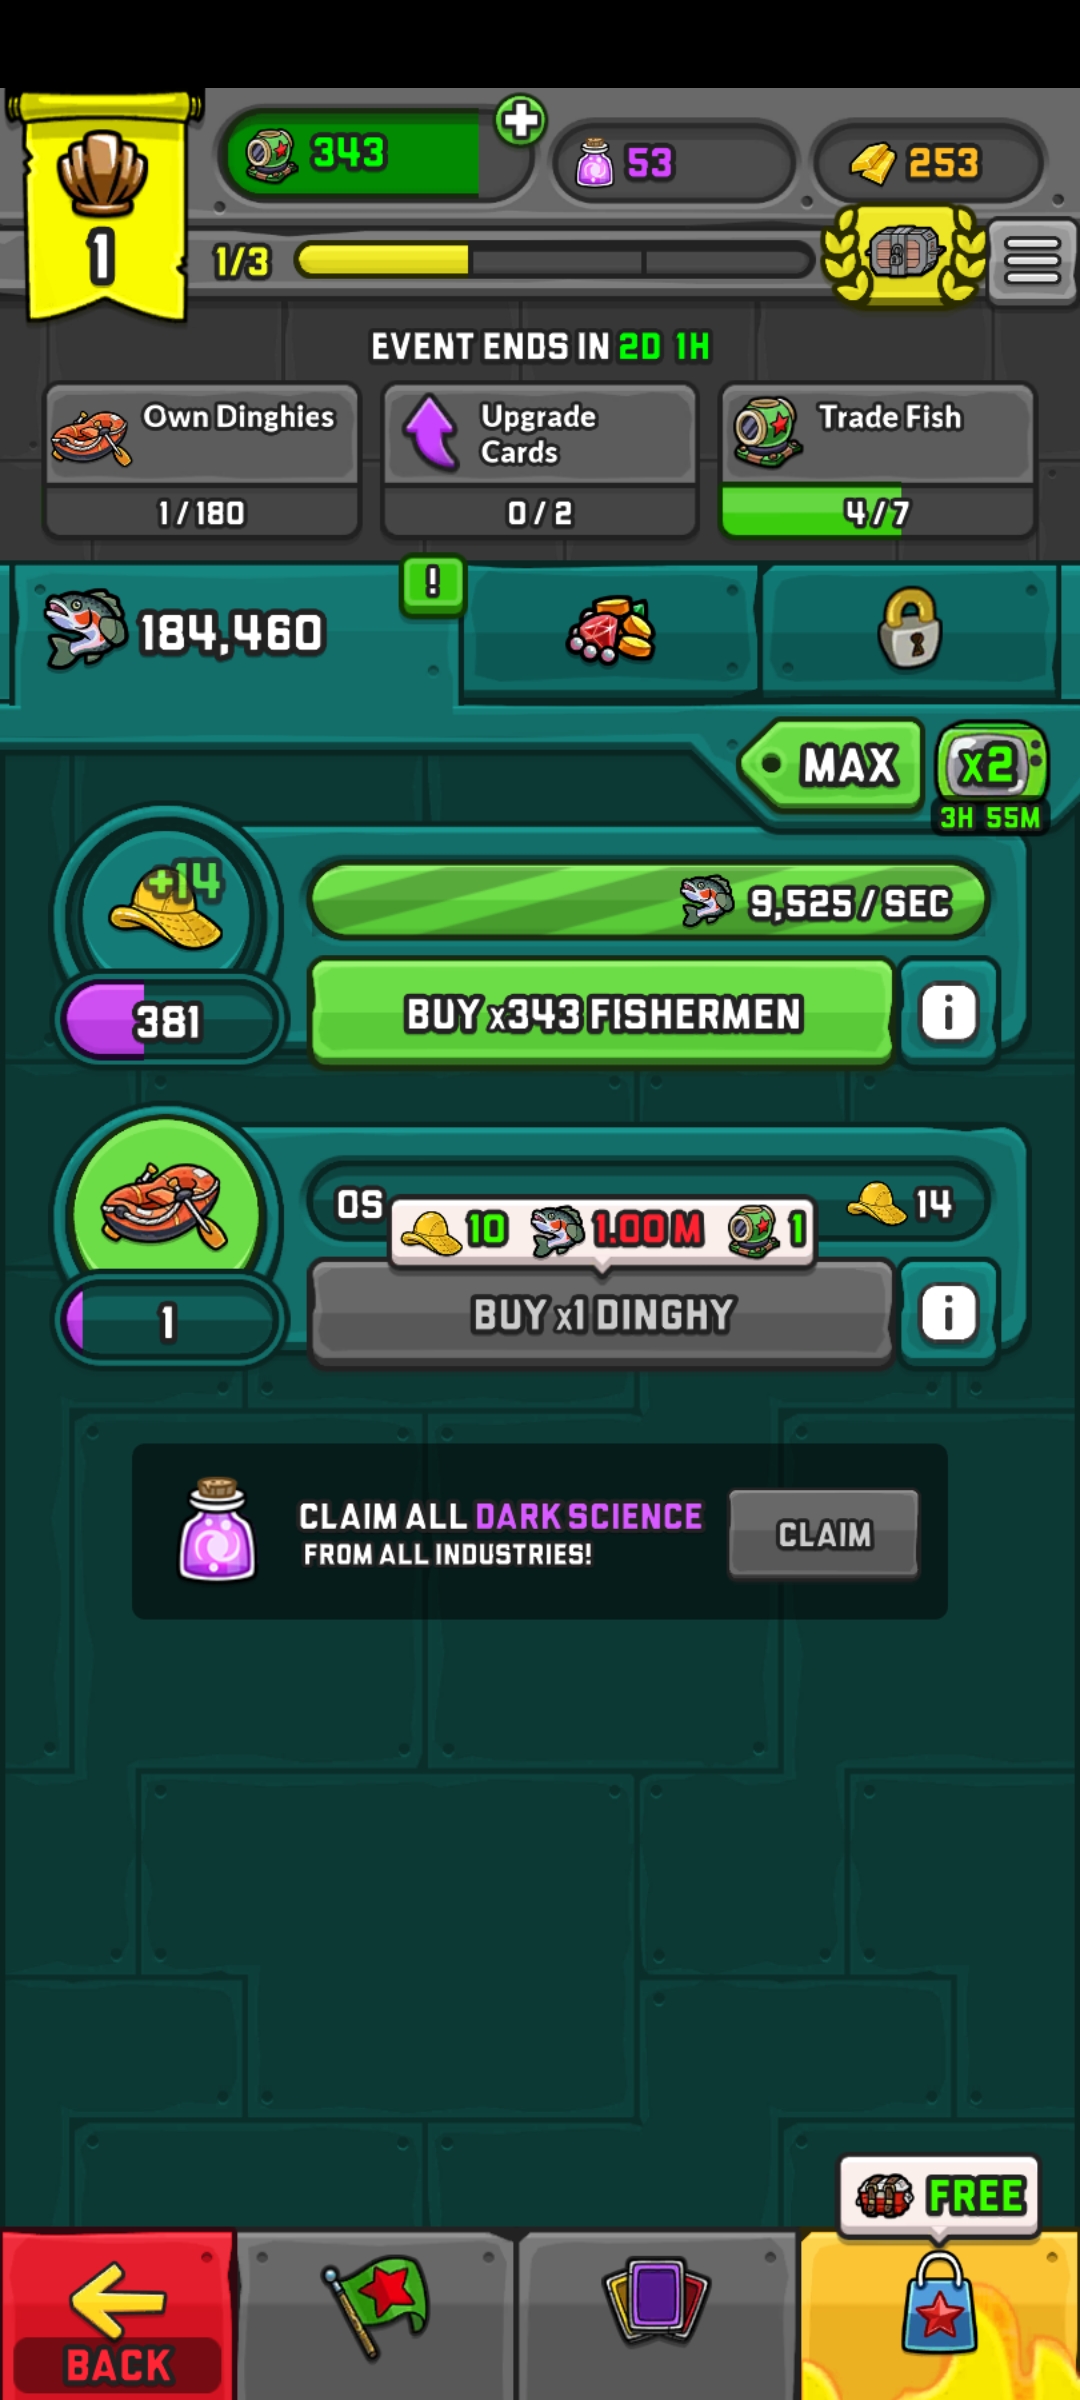 343
53
253
1
1/3
EVENT ENDS IN 2D 1H
Own Dinghies
1/180
Upgrade
Cards
0/2
Trade Fish
4/7
184,460
!
MAX
x2
3H 55M
+14
9,525/SEC
381
BUY x343 FISHERMEN
i
0S
14
10 1.00M 1
1
BUY x1 DINGHY
i
CLAIM ALL DARK SCIENCE
FROM ALL INDUSTRIES!
CLAIM
FREE
BACK